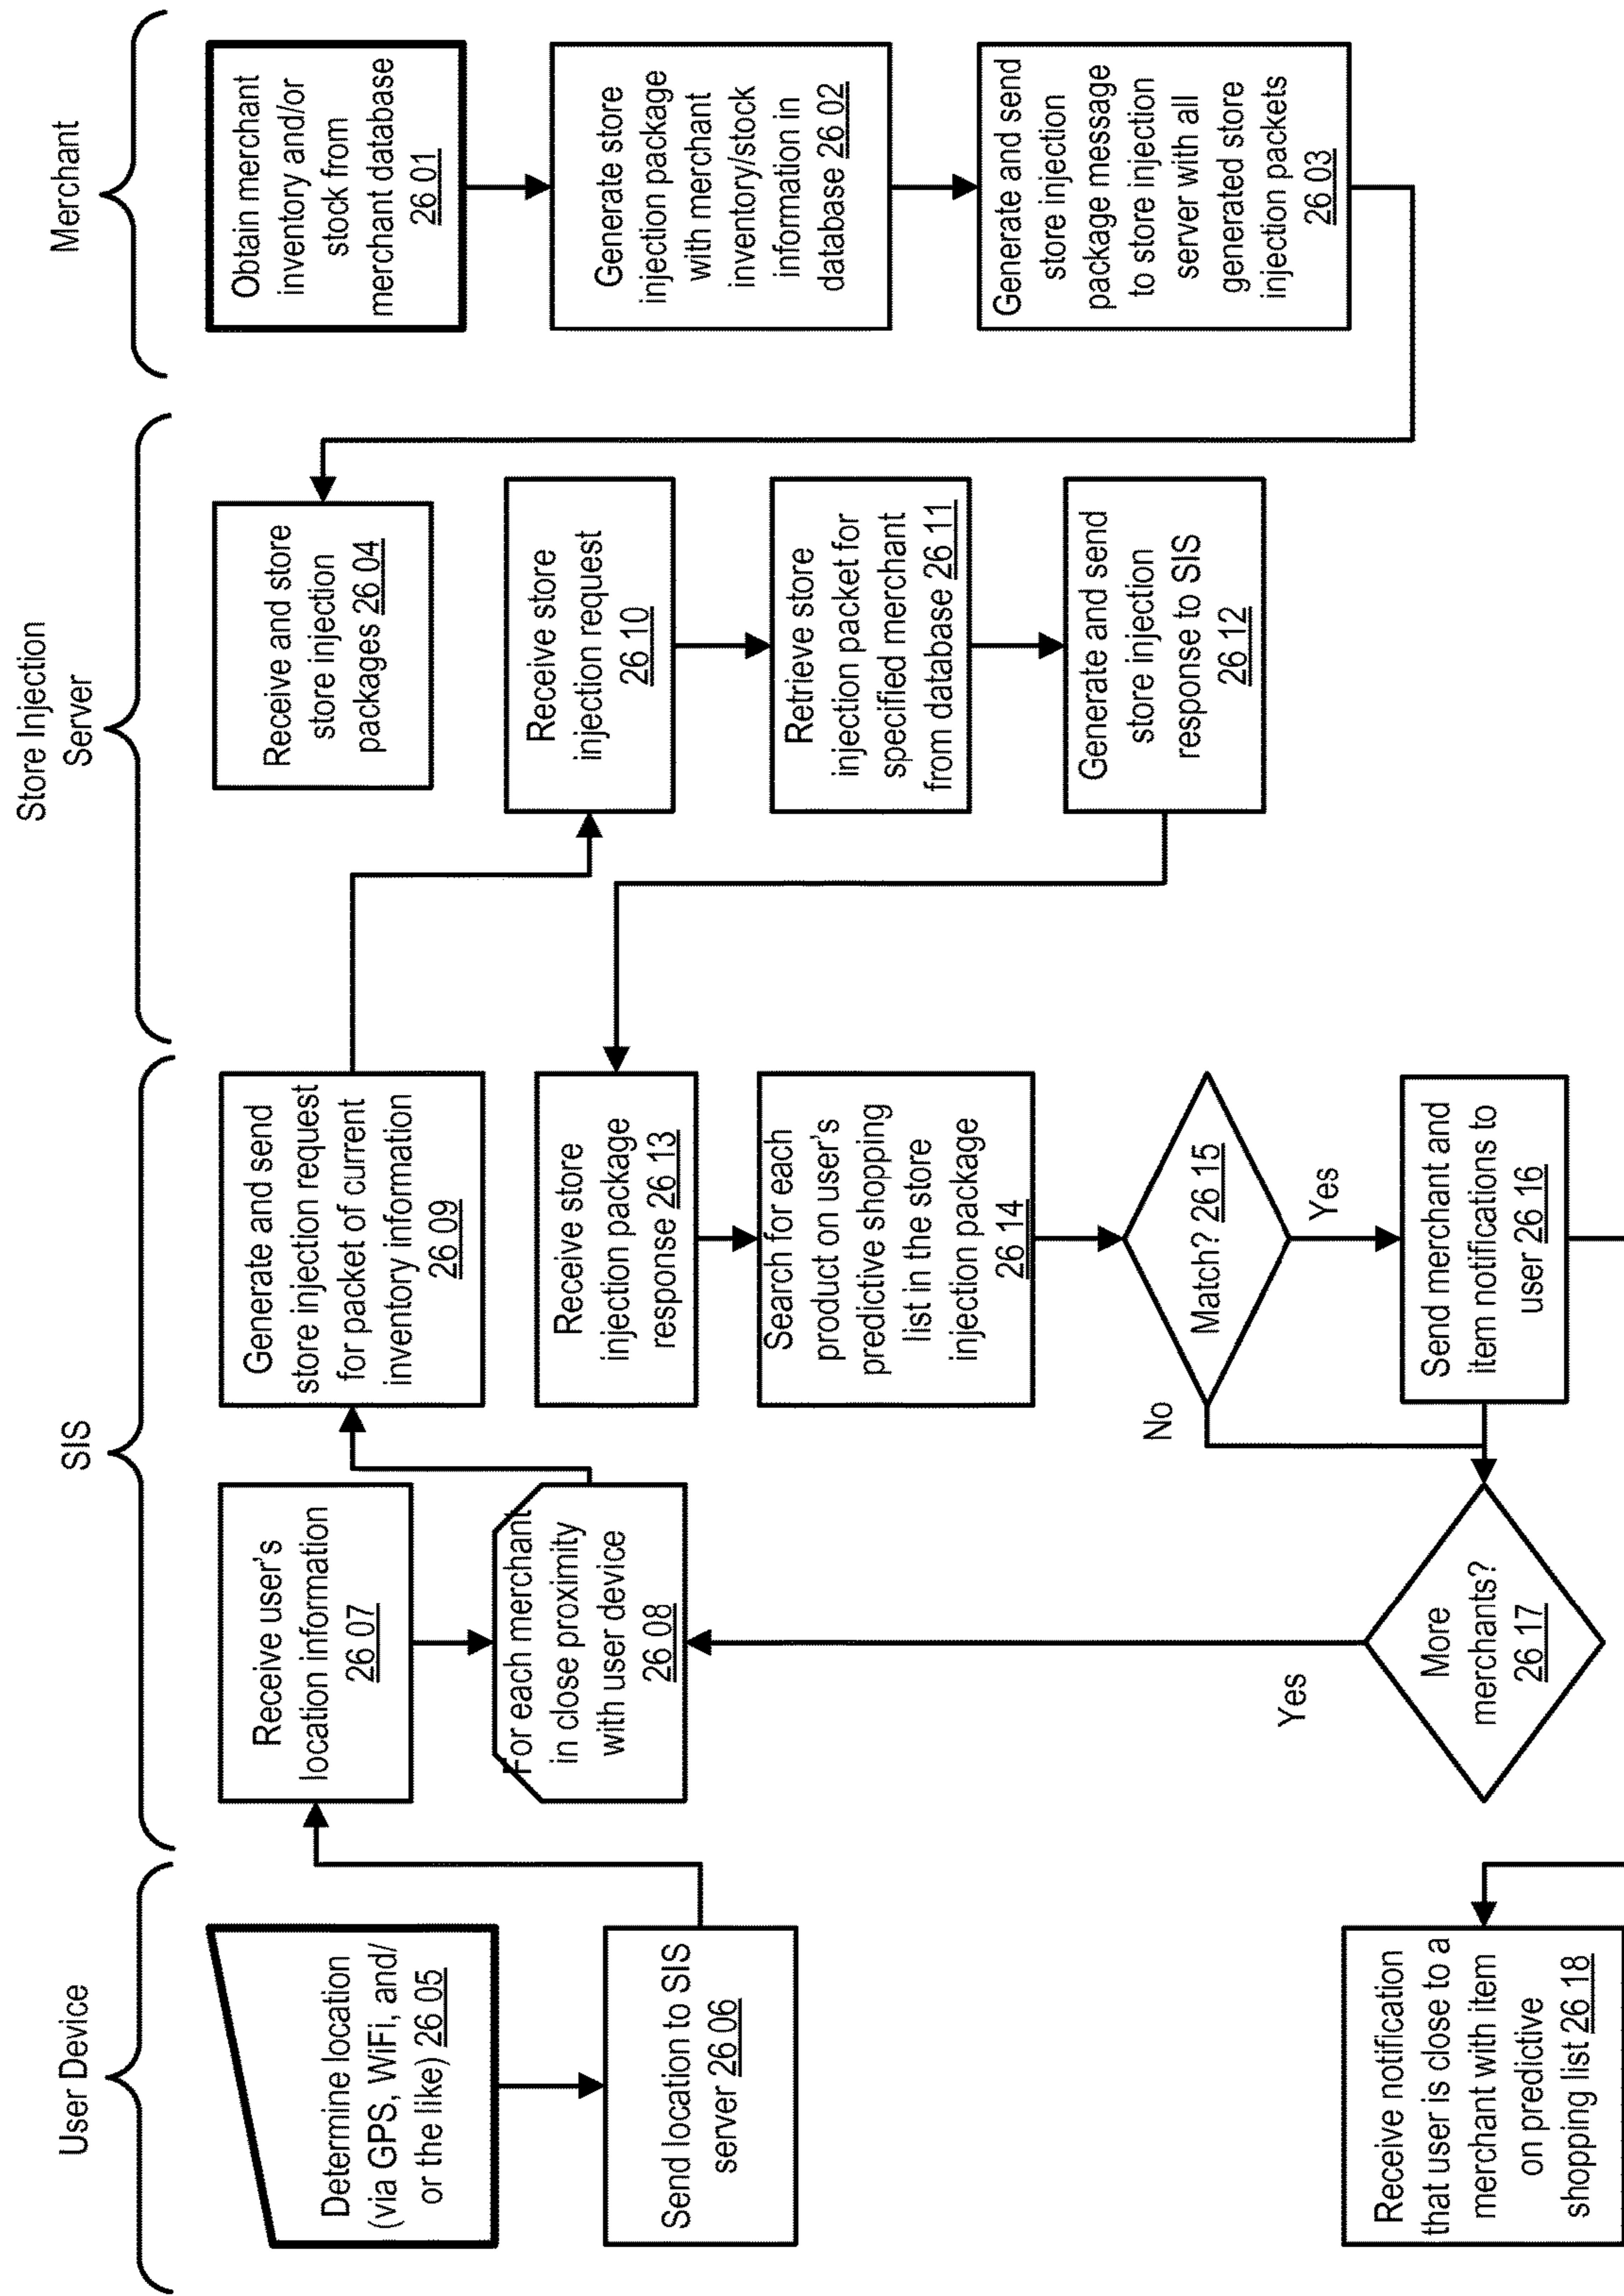 User Device
SIS
Store Injection
Server
Merchant
Determine location
(via GPS, WiFi, and/
or the like) 26 05
Send location to SIS
server 26 06
Receive notification
that user is close to a
merchant with item
on predictive
shopping list 26 18
Receive user's
location information
26 07
For each merchant
in close proximity
with user device
26 08
Yes
More
merchants?
26 17
Generate and send
store injection request
for packet of current
inventory information
26 09
Receive store
injection package
response 26 13
Search for each
product on user's
predictive shopping
list in the store
injection package
26 14
No
Match? 26 15
Yes
Send merchant and
item notifications to
user 26 16
Receive and store
store injection
packages 26 04
Receive store
injection request
26 10
Retrieve store
injection packet for
specified merchant
from database 26 11
Generate and send
store injection
response to SIS
26 12
Obtain merchant
inventory and/or
stock from
merchant database
26 01
Generate store
injection package
with merchant
inventory/stock
information in
database 26 02
Generate and send
store injection
package message
to store injection
server with all
generated store
injection packets
26 03